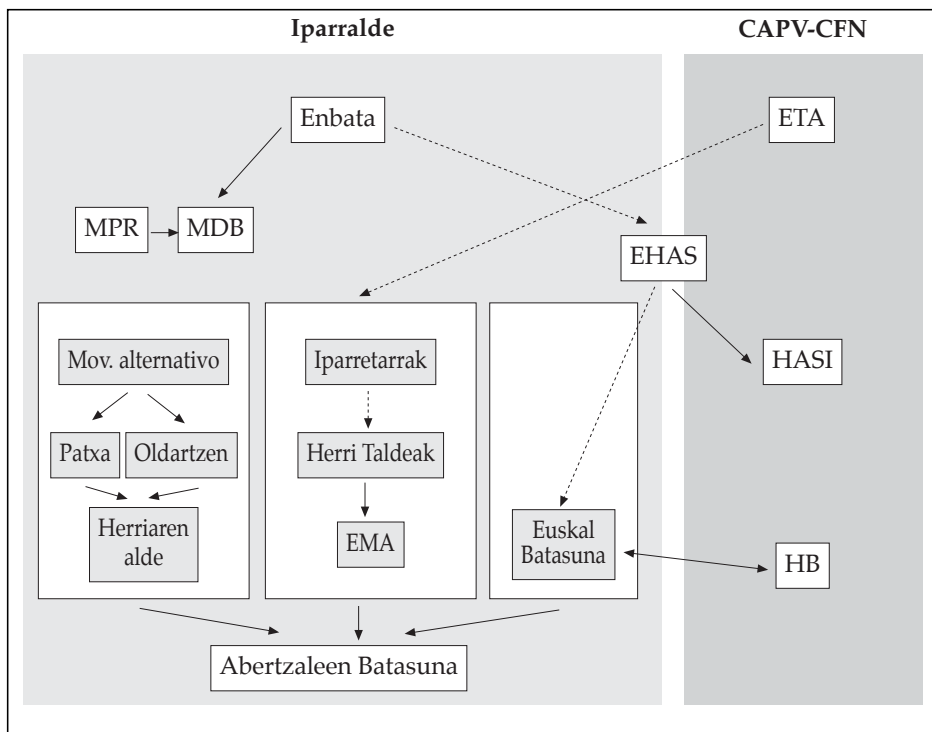 Iparralde
CAPV-CFN
Enbata
ETA
MPR
MDB
EHAS
Mov. alternativo
Iparretarrak
HASI
Patxa
Oldartzen
Herri Taldeak
Herriaren
alde
EMA
Euskal
Batasuna
HB
Abertzaleen Batasuna